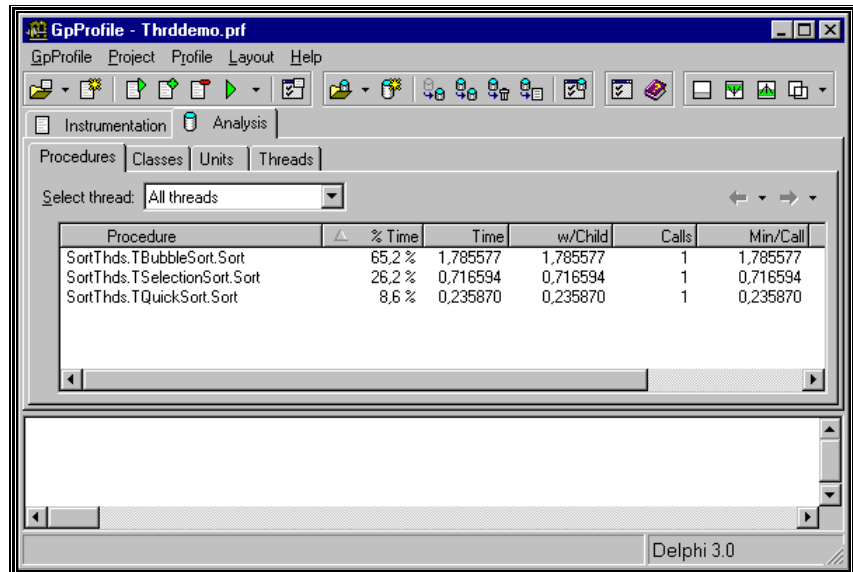 GpProfile - Thrddemo.prf
GpProfile Project Profile Layout Help
Instrumentation Analysis
Procedures Classes Units Threads
Select thread: All threads
Procedure % Time Time w/Child Calls Min/Call
SortThds.TBubbleSort.Sort 65,2 % 1,785577 1,785577 1 1,785577
SortThds.TSelectionSort.Sort 26,2 % 0,716594 0,716594 1 0,716594
SortThds.TQuickSort.Sort 8,6 % 0,235870 0,235870 1 0,235870
Delphi 3.0